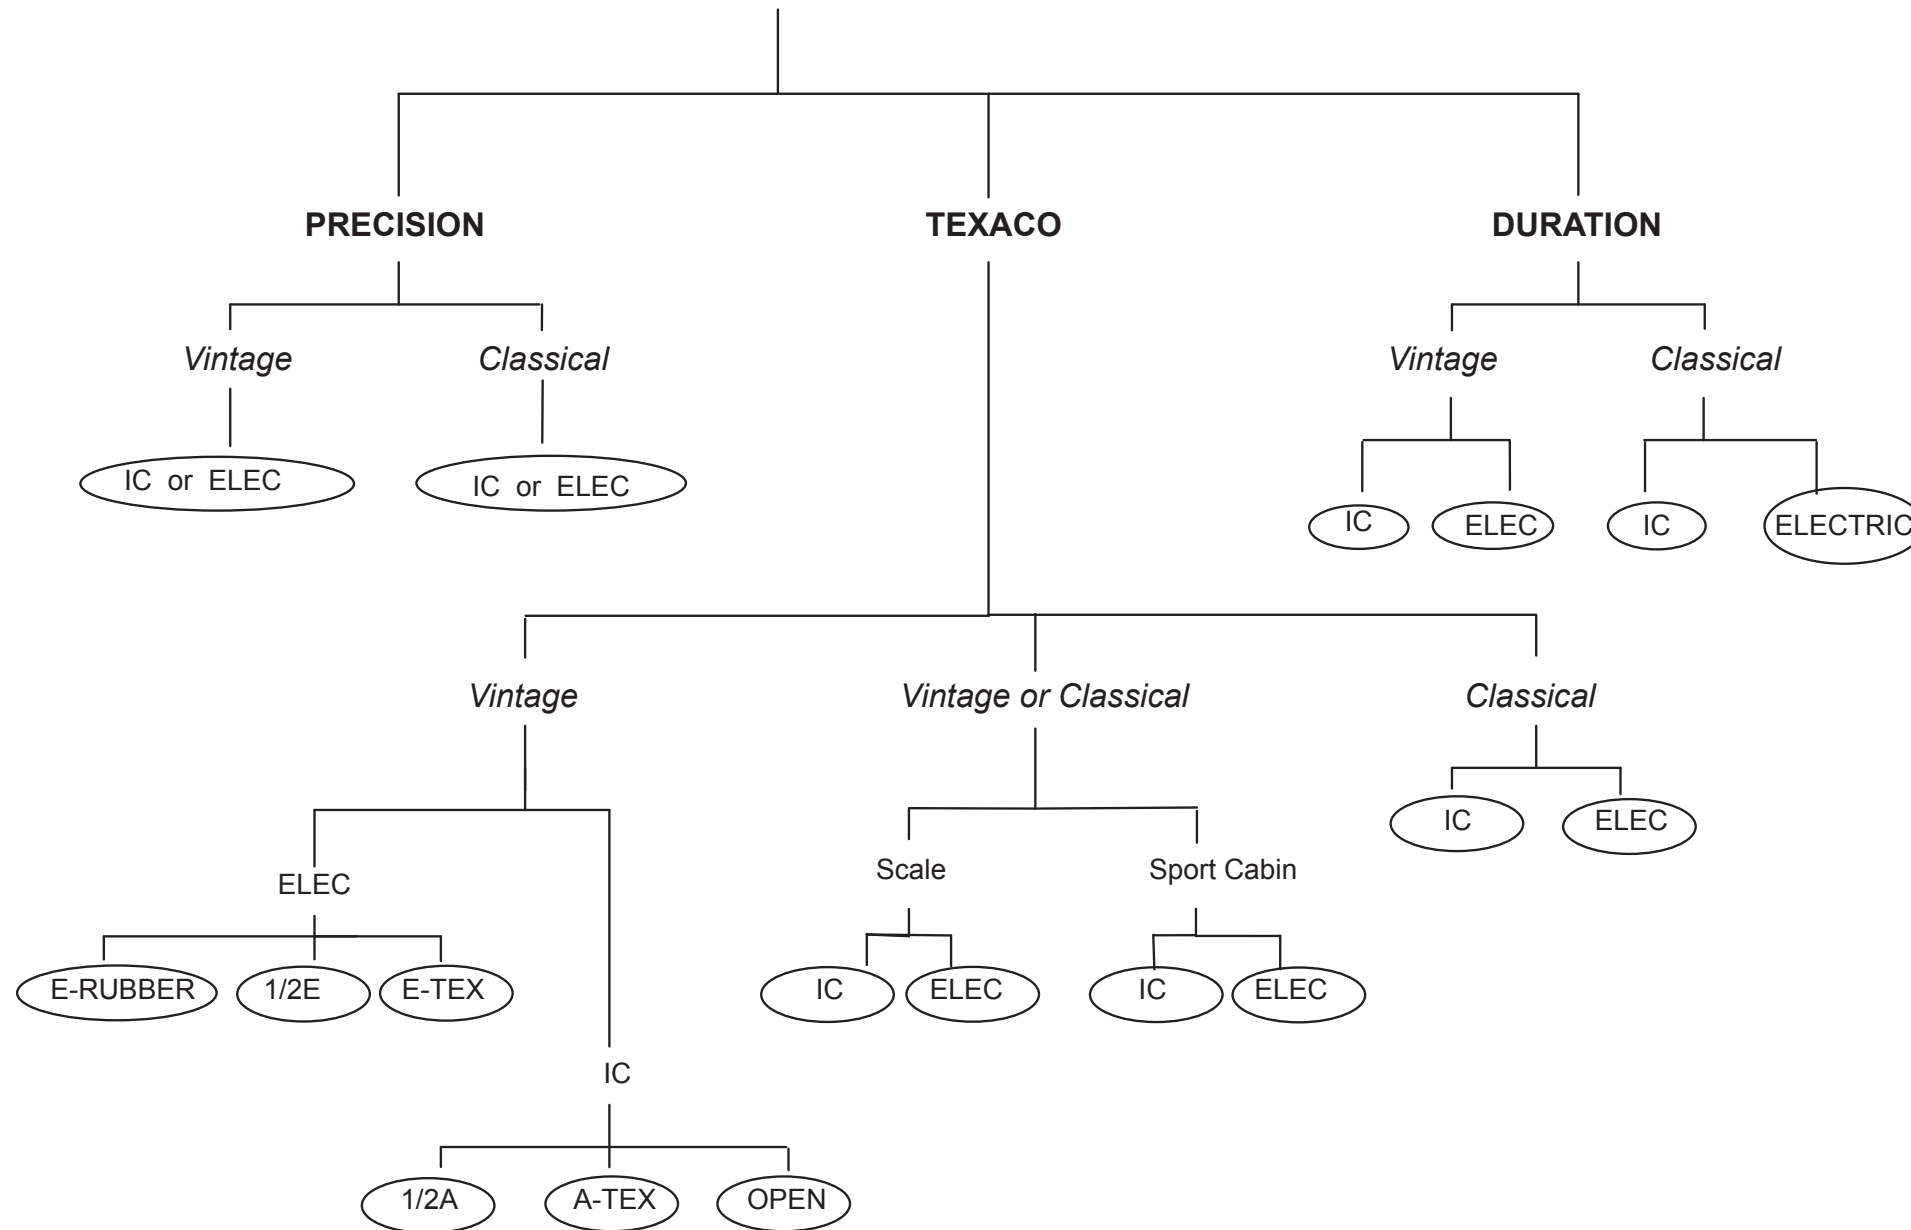 PRECISION TEXACO DURATION
Vintage Classical Vintage Classical
IC or ELEC IC or ELEC IC ELEC IC ELECTRIC
Vintage Vintage or Classical Classical
IC ELEC
Scale Sport Cabin
ELEC
E-RUBBER 1/2E E-TEX IC ELEC IC ELEC
IC
1/2A A-TEX OPEN